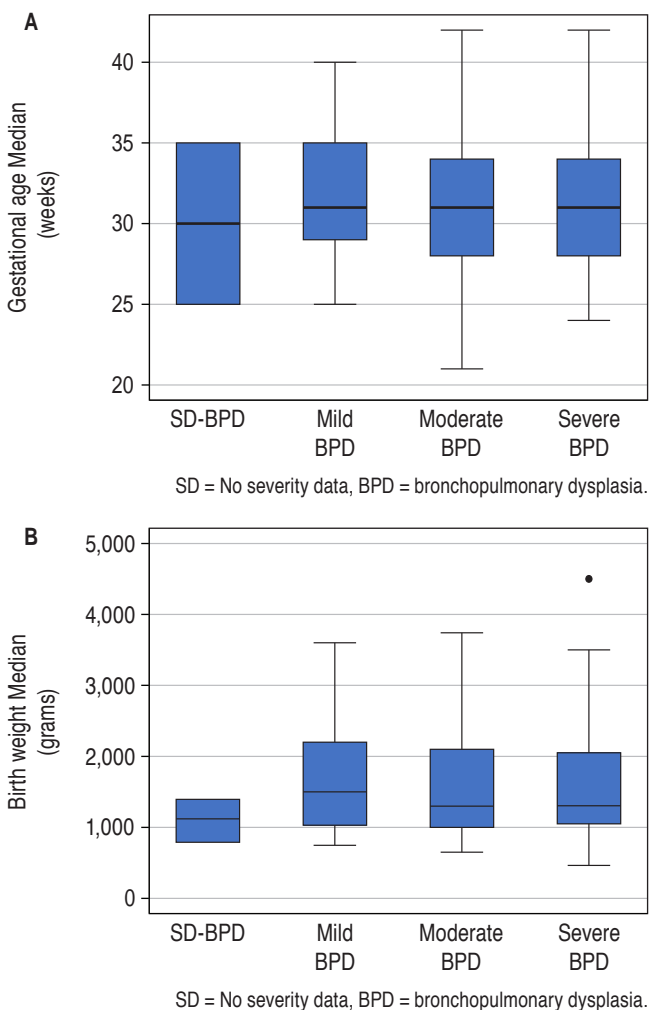 A
Gestational age Median
(weeks)
40
35
30
25
20
SD-BPD
Mild
BPD
Moderate
BPD
Severe
BPD
SD = No severity data, BPD = bronchopulmonary dysplasia.
B
Birth weight Median
(grams)
5,000
4,000
3,000
2,000
1,000
0
SD-BPD
Mild
BPD
Moderate
BPD
Severe
BPD
SD = No severity data, BPD = bronchopulmonary dysplasia.